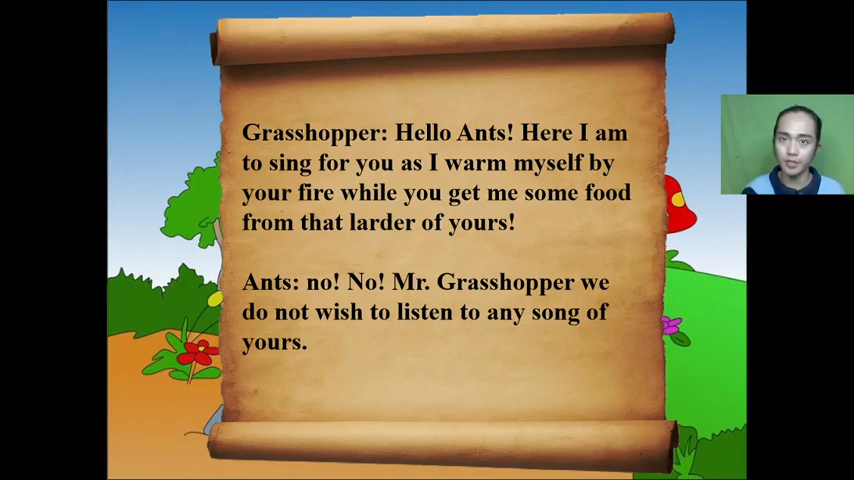 Grasshopper: Hello Ants! Here I am
to sing for you as I warm myself by
your fire while you get me some food
from that larder of yours!
Ants: no! No! Mr. Grasshopper we
do not wish to listen to any song of
yours.